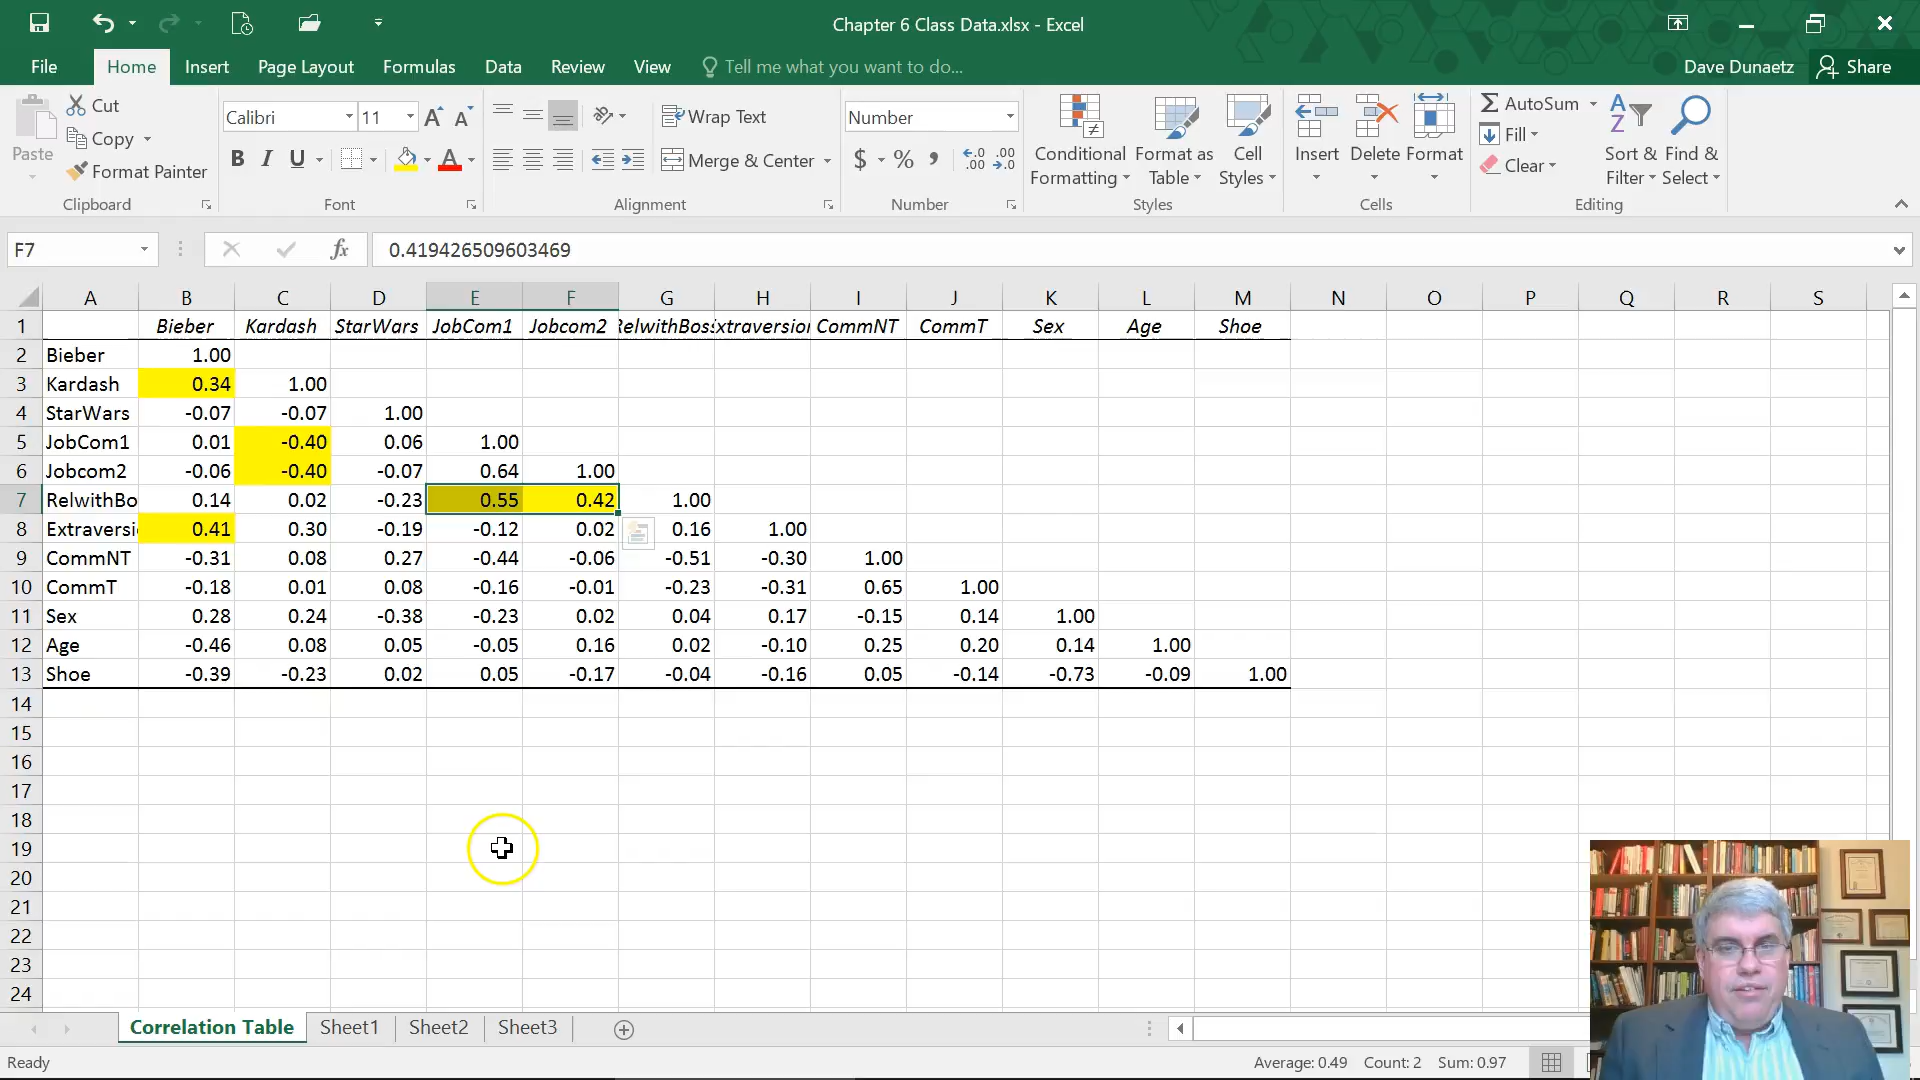 Chapter 6 Class Data.xlsx - Excel
File Home Insert Page Layout Formulas Data Review View Tell me what you want to do... Dave Dunaetz Share
Paste Cut Copy Format Painter Clipboard
Calibri 11 A A B I U A Font
Wrap Text Merge & Center Alignment
Number $ % , .0 .00 .00 .0 Number
Conditional Formatting Format as Table Cell Styles Styles
Insert Delete Format Cells
AutoSum Fill Clear Sort & Filter Find & Select Editing
F7 fx 0.419426509603469
A B C D E F G H I J K L M N O P Q R S
1 Bieber Kardash StarWars JobCom1 Jobcom2 RelwithBos Extraversion CommNT CommT Sex Age Shoe
2 Bieber 1.00
3 Kardash 0.34 1.00
4 StarWars -0.07 -0.07 1.00
5 JobCom1 0.01 -0.40 0.06 1.00
6 Jobcom2 -0.06 -0.40 -0.07 0.64 1.00
7 RelwithBo 0.14 0.02 -0.23 0.55 0.42 1.00
8 Extraversi 0.41 0.30 -0.19 -0.12 0.02 0.16 1.00
9 CommNT -0.31 0.08 0.27 -0.44 -0.06 -0.51 -0.30 1.00
10 CommT -0.18 0.01 0.08 -0.16 -0.01 -0.23 -0.31 0.65 1.00
11 Sex 0.28 0.24 -0.38 -0.23 0.02 0.04 0.17 -0.15 0.14 1.00
12 Age -0.46 0.08 0.05 -0.05 0.16 0.02 -0.10 0.25 0.20 0.14 1.00
13 Shoe -0.39 -0.23 0.02 0.05 -0.17 -0.04 -0.16 0.05 -0.14 -0.73 -0.09 1.00
14
15
16
17
18
19
20
21
22
23
24
Correlation Table Sheet1 Sheet2 Sheet3
Ready Average: 0.49 Count: 2 Sum: 0.97